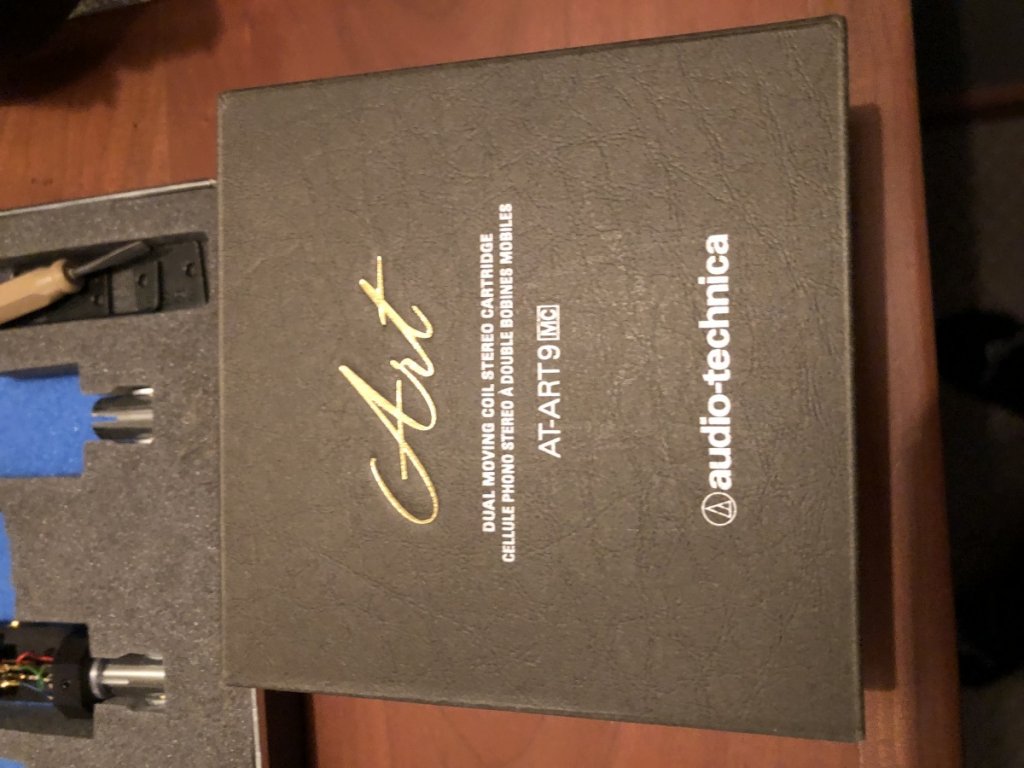 Art
DUAL MOVING COIL STEREO CARTRIDGE
CELLULE PHONO STEREO À DOUBLE BOBINES MOBILES
AT-ART9 MC
audio-technica